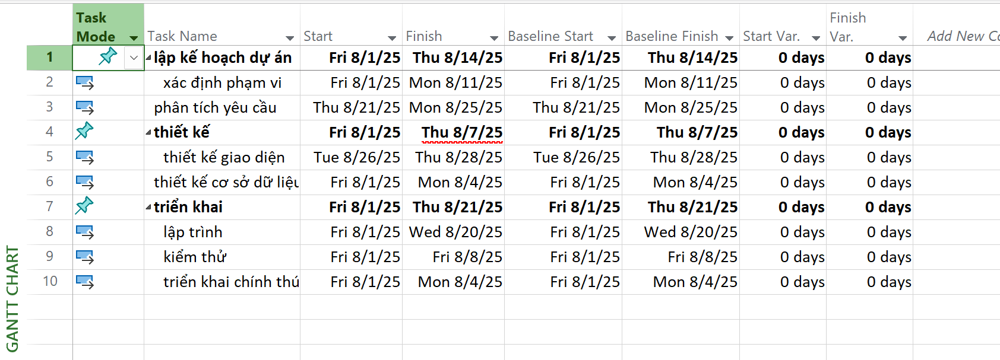 Task Mode Task Name Start Finish Baseline Start Baseline Finish Start Var. Finish Var. Add New
1 lập kế hoạch dự án Fri 8/1/25 Thu 8/14/25 Fri 8/1/25 Thu 8/14/25 0 days 0 days
2 xác định phạm vi Fri 8/1/25 Mon 8/11/25 Fri 8/1/25 Mon 8/11/25 0 days 0 days
3 phân tích yêu cầu Thu 8/21/25 Mon 8/25/25 Thu 8/21/25 Mon 8/25/25 0 days 0 days
4 thiết kế Fri 8/1/25 Thu 8/7/25 Fri 8/1/25 Thu 8/7/25 0 days 0 days
5 thiết kế giao diện Tue 8/26/25 Thu 8/28/25 Tue 8/26/25 Thu 8/28/25 0 days 0 days
6 thiết kế cơ sở dữ liệu Fri 8/1/25 Mon 8/4/25 Fri 8/1/25 Mon 8/4/25 0 days 0 days
7 triển khai Fri 8/1/25 Thu 8/21/25 Fri 8/1/25 Thu 8/21/25 0 days 0 days
8 lập trình Fri 8/1/25 Wed 8/20/25 Fri 8/1/25 Wed 8/20/25 0 days 0 days
9 kiểm thử Fri 8/1/25 Fri 8/8/25 Fri 8/1/25 Fri 8/8/25 0 days 0 days
10 triển khai chính thứ Fri 8/1/25 Mon 8/4/25 Fri 8/1/25 Mon 8/4/25 0 days 0 days
GANTT CHART